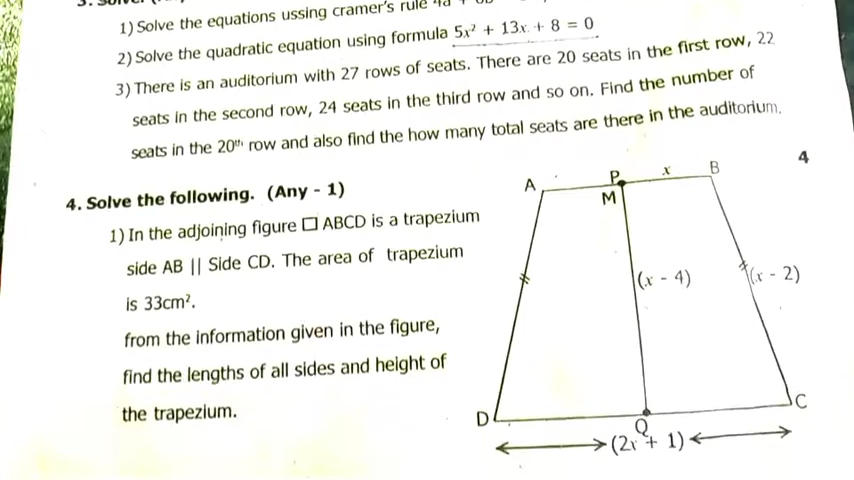 1) Solve the equations ussing cramer's rule
2) Solve the quadratic equation using formula 5x² + 13x + 8 = 0
3) There is an auditorium with 27 rows of seats. There are 20 seats in the first row, 22
seats in the second row, 24 seats in the third row and so on. Find the number of
seats in the 20th row and also find the how many total seats are there in the auditorium.
4
4. Solve the following. (Any - 1)
1) In the adjoining figure □ ABCD is a trapezium
side AB || Side CD. The area of trapezium
is 33cm².
from the information given in the figure,
find the lengths of all sides and height of
the trapezium.
A P x B
M
(x - 4) (x - 2)
D Q C
(2x + 1)